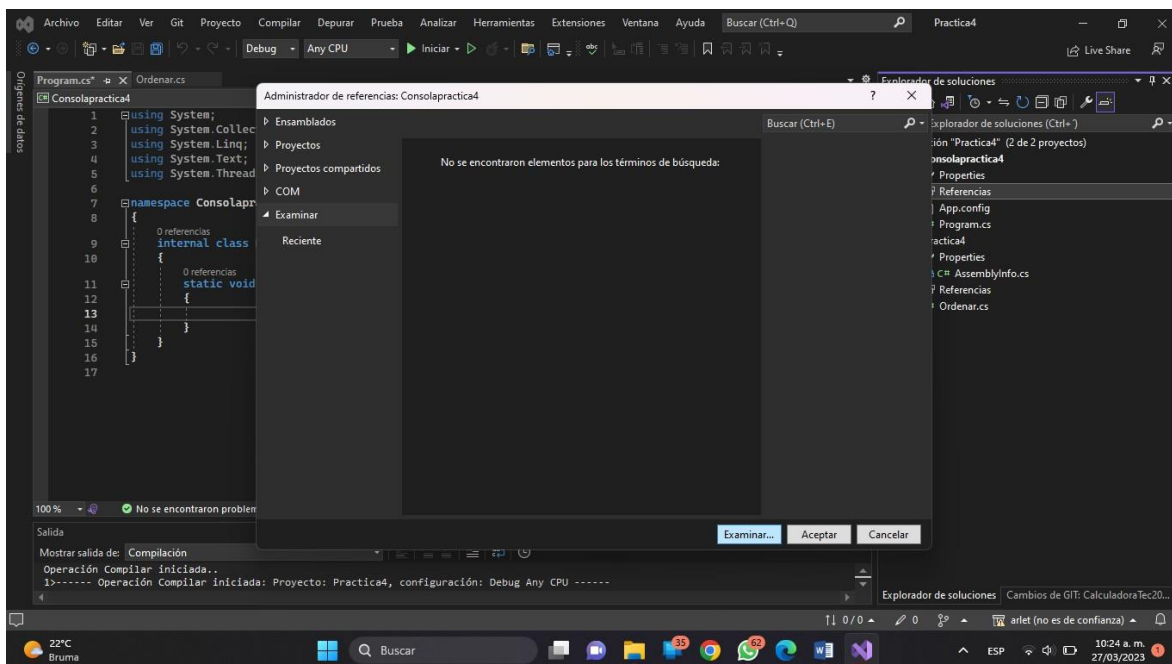 Archivo Editar Ver Git Proyecto Compilar Depurar Prueba Analizar Herramientas Extensiones Ventana Ayuda Buscar (Ctrl+Q) Practica4
Debug Any CPU Iniciar Live Share
Orígenes de datos
Program.cs* Ordenar.cs
Consolapractica4
1 using System;
2 using System.Collec
3 using System.Linq;
4 using System.Text;
5 using System.Thread
6
7 namespace Consolapr
8 {
0 referencias
9 internal class
10 {
0 referencias
11 static void
12 {
13
14 }
15 }
16 }
17
100 % No se encontraron problem
Administrador de referencias: Consolapractica4 ? X
Ensamblados
Proyectos
Proyectos compartidos
COM
Examinar
Reciente
No se encontraron elementos para los términos de búsqueda:
Buscar (Ctrl+E)
Examinar... Aceptar Cancelar
Explorador de soluciones
xplorador de soluciones (Ctrl+´)
ión "Practica4" (2 de 2 proyectos)
onsolapractica4
Properties
Referencias
App.config
Program.cs
ractica4
Properties
C# AssemblyInfo.cs
Referencias
Ordenar.cs
Salida
Mostrar salida de: Compilación
Operación Compilar iniciada..
1>------ Operación Compilar iniciada: Proyecto: Practica4, configuración: Debug Any CPU ------
Explorador de soluciones Cambios de GIT: CalculadoraTec20...
0/0 0 arlet (no es de confianza)
22°C
Bruma
Buscar
35
62
ESP
10:24 a. m.
27/03/2023
1